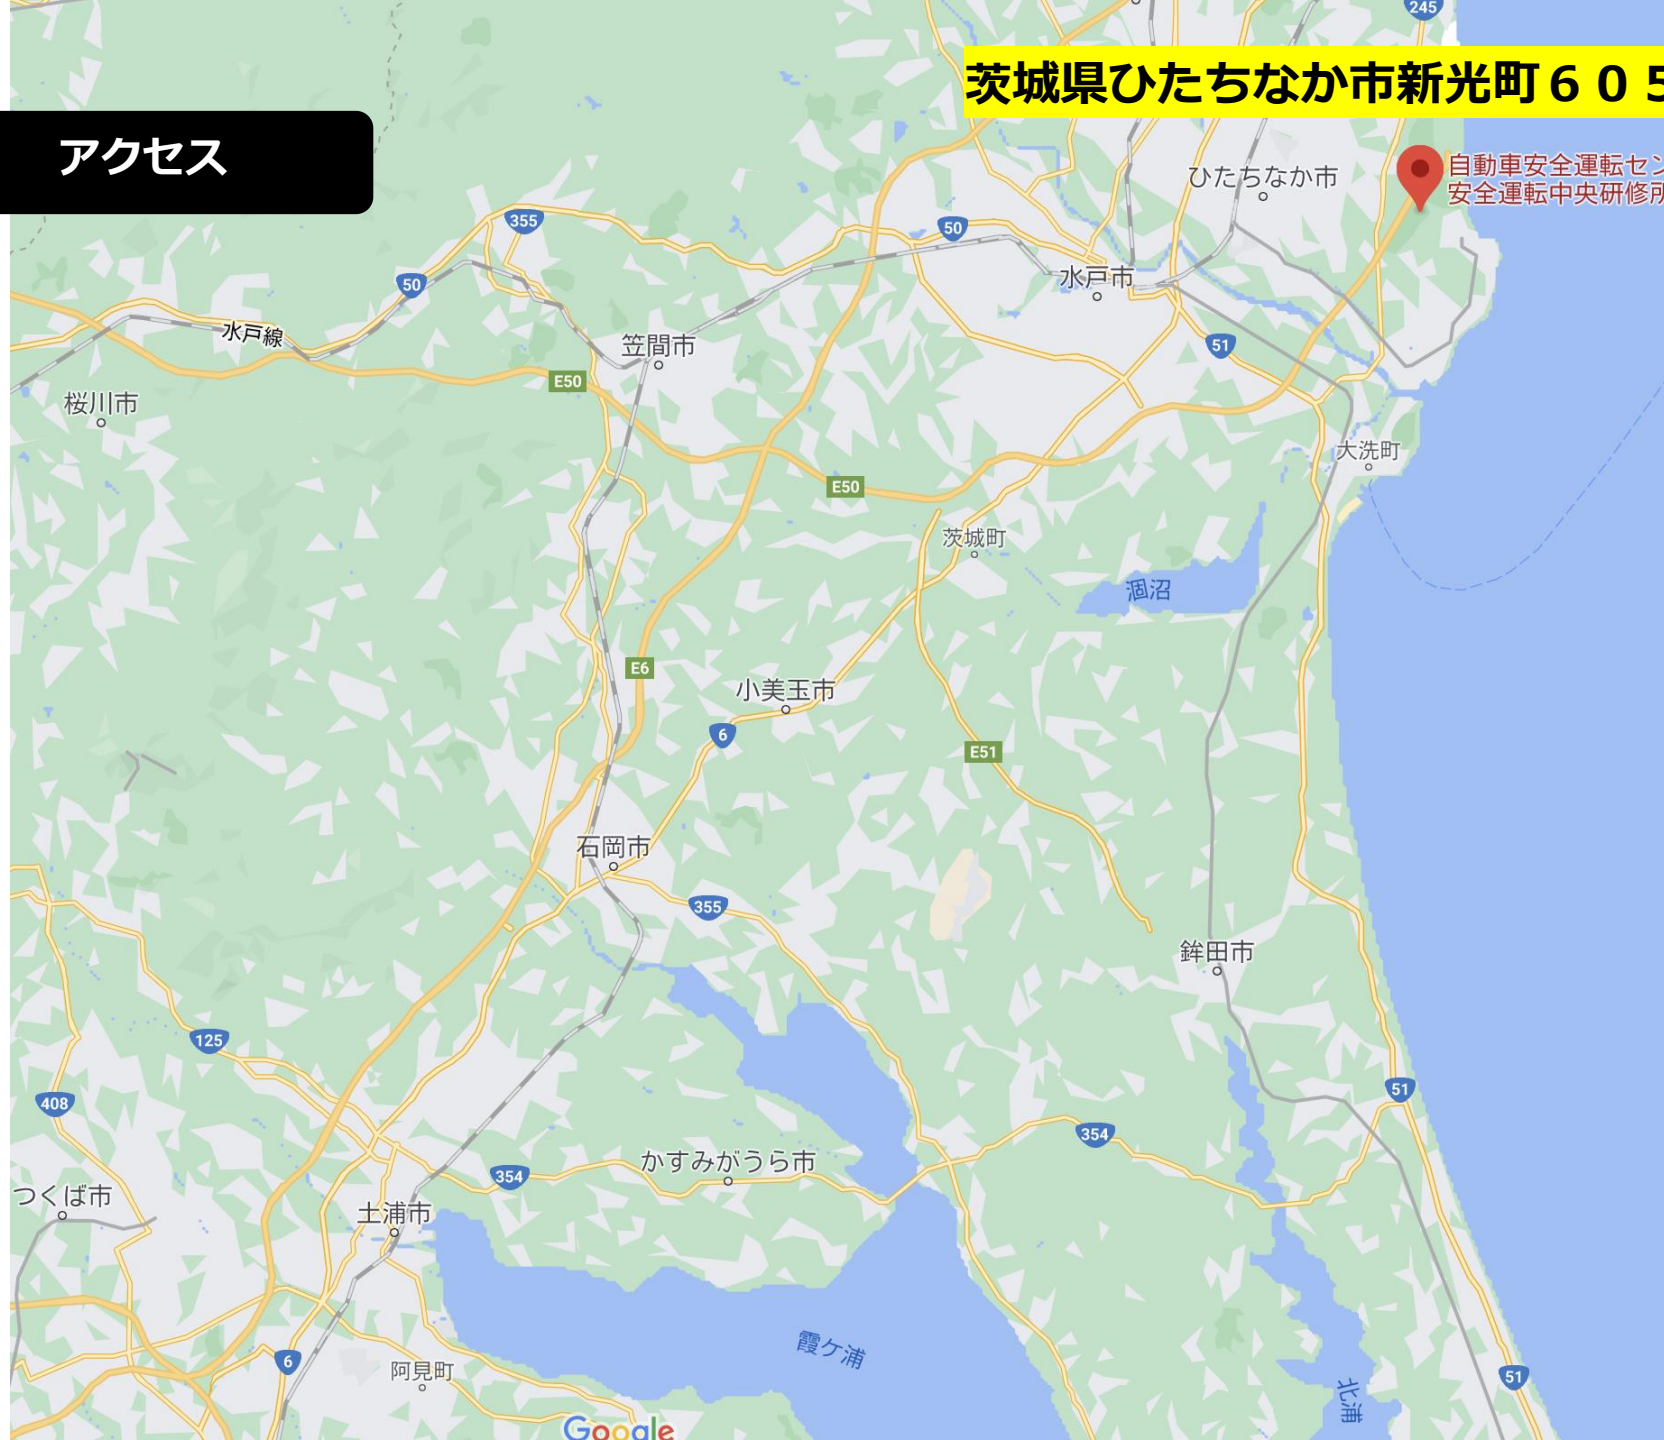 245
茨城県ひたちなか市新光町605
アクセス
自動車安全運転セン
安全運転中央研修所
ひたちなか市
355
50
50
水戸市
水戸線
笠間市
51
E50
桜川市
大洗町
E50
茨城町
涸沼
E6
小美玉市
6
E51
石岡市
355
鉾田市
125
51
408
354
かすみがうら市
354
つくば市
土浦市
霞ケ浦
6
阿見町
51
北浦
Google